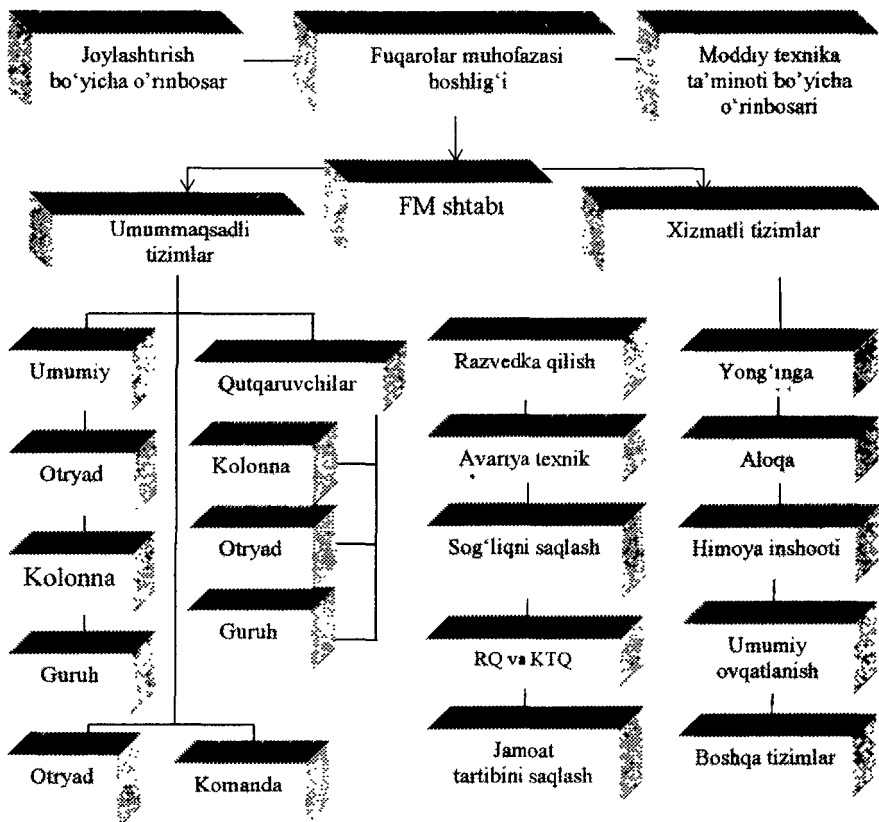 Joylashtirish
bo‘yicha o‘rinbosar
Fuqarolar muhofazasi
boshlig‘i
Moddiy texnika
ta’minoti bo‘yicha
o‘rinbosari
FM shtabi
Umummaqsadli
tizimlar
Xizmatli tizimlar
Umumiy
Otryad
Kolonna
Guruh
Qutqaruvchilar
Kolonna
Otryad
Guruh
Otryad
Komanda
Razvedka qilish
Avariya texnik
Sog‘liqni saqlash
RQ va KTQ
Jamoat
tartibini saqlash
Yong‘inga
Aloqa
Himoya inshooti
Umumiy
ovqatlanish
Boshqa tizimlar